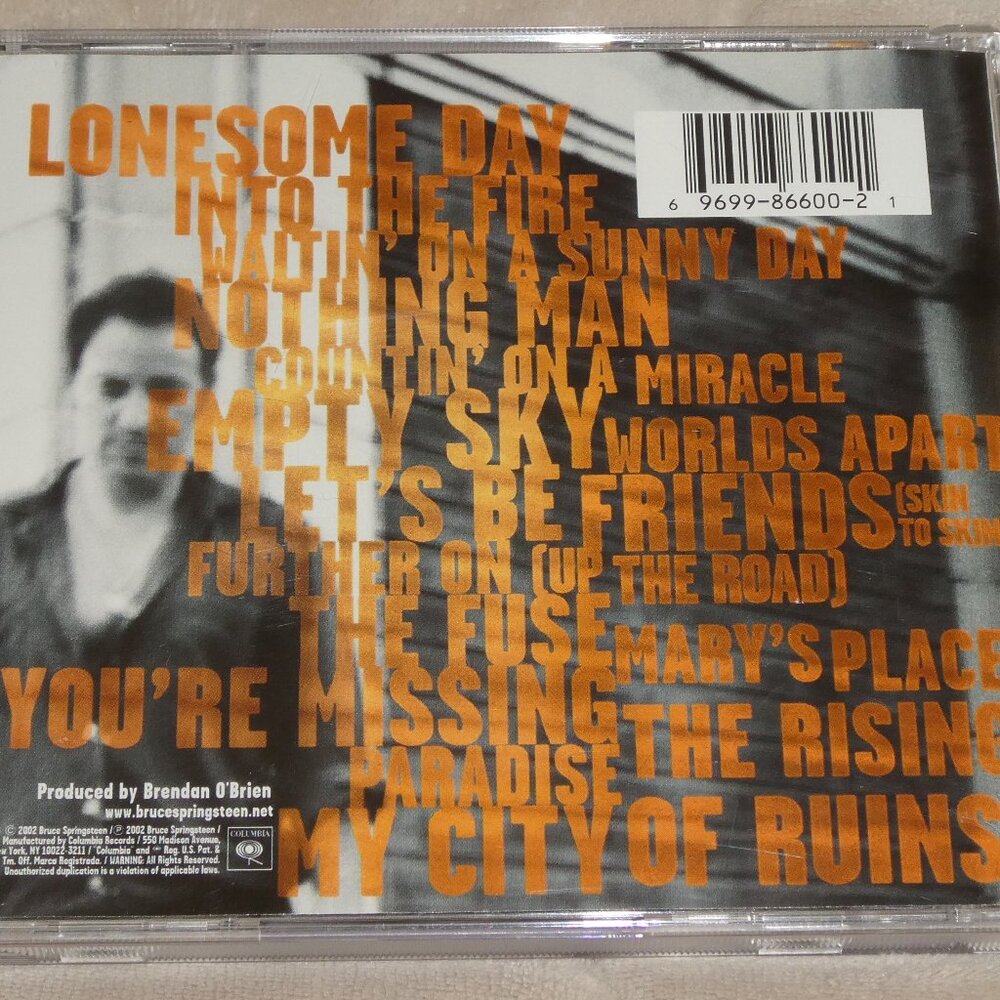 LONESOME DAY
INTO THE FIRE
WAITIN' ON A SUNNY DAY
NOTHING MAN
COUNTIN' ON A MIRACLE
EMPTY SKY WORLDS APART
LET'S BE FRIENDS (SKIN TO SKIN
FURTHER ON (UP THE ROAD)
THE FUSE MARY'S PLACE
YOU'RE MISSING THE RISING
PARADISE
MY CITY OF RUINS
6 9699-86600-2 1
Produced by Brendan O'Brien
www.brucespringsteen.net
© 2002 Bruce Springsteen / ℗ 2002 Bruce Springsteen /
Manufactured by Columbia Records / 550 Madison Avenue,
ew York, NY 10022-3211 / "Columbia" and Reg. U.S. Pat. &
Tm. Off. Marca Registrada. / WARNING: All Rights Reserved.
Unauthorized duplication is a violation of applicable laws.
COLUMBIA